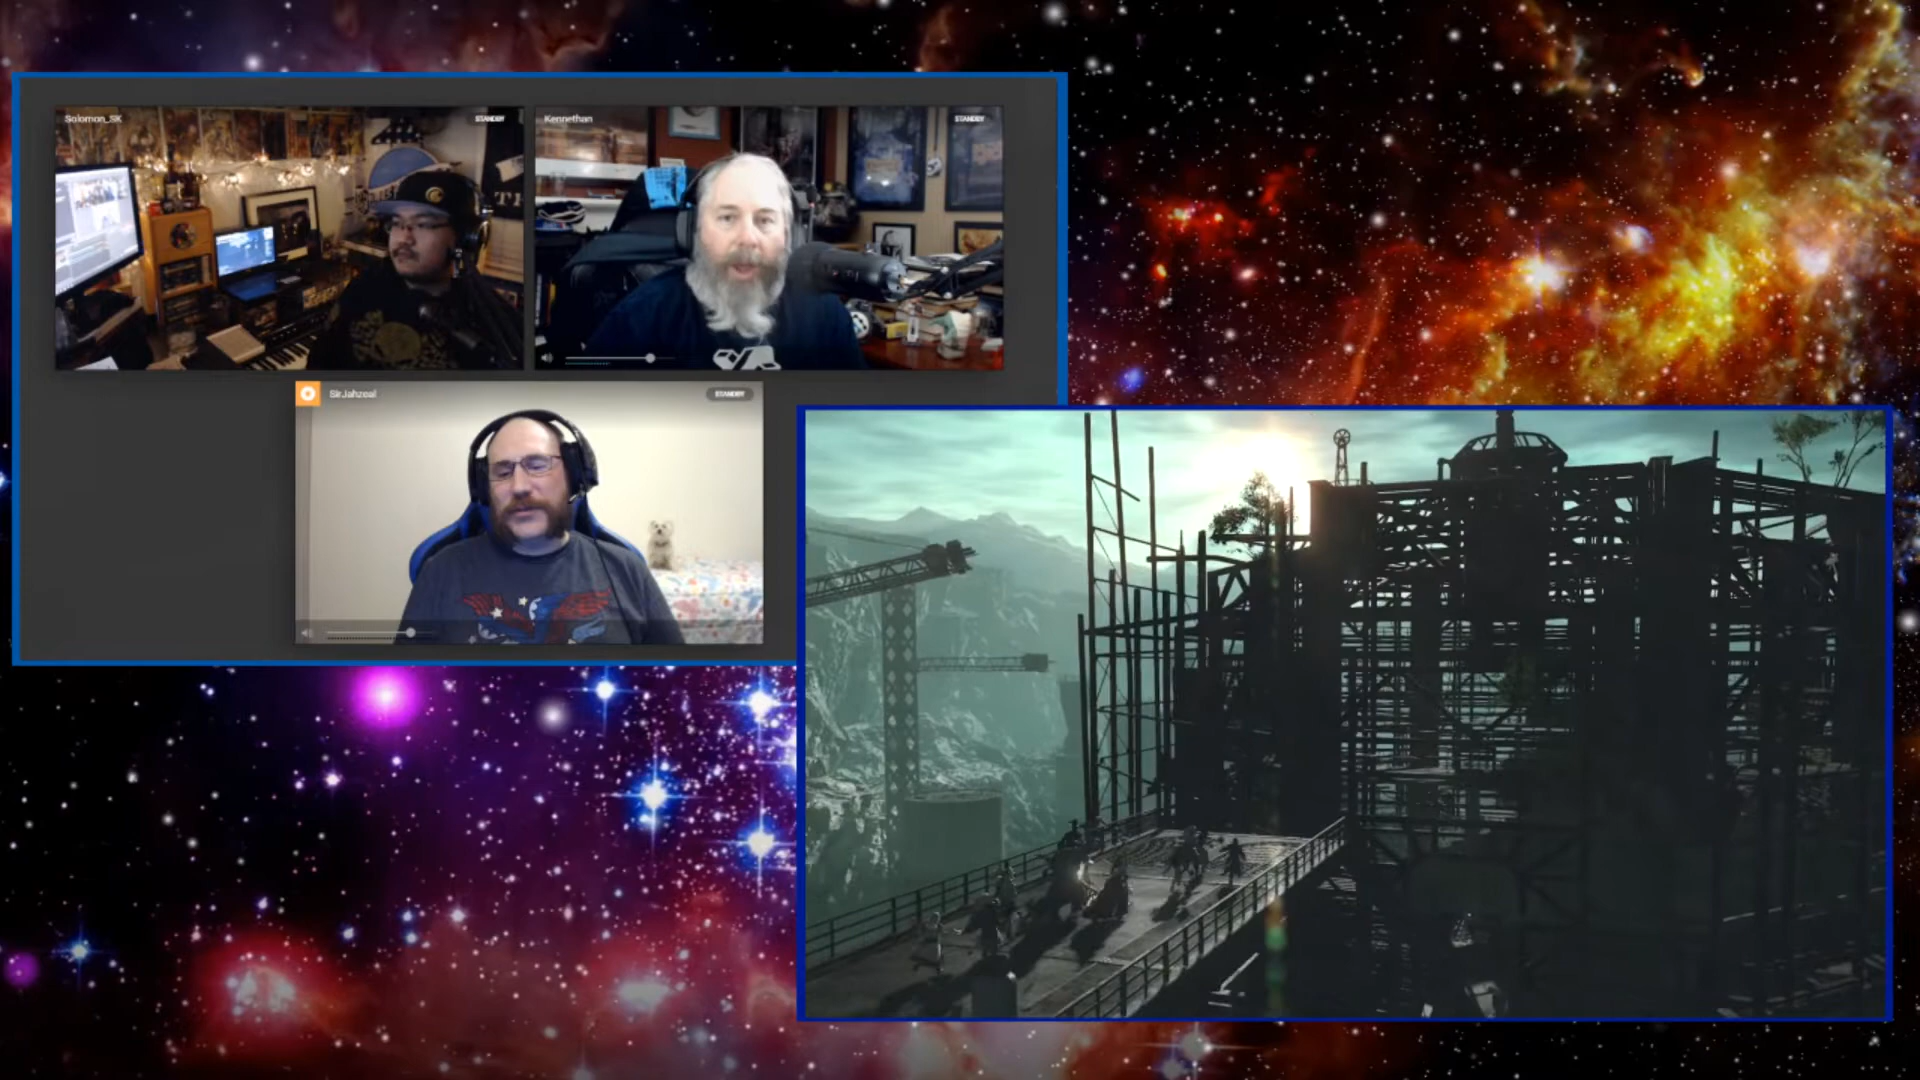 Solomon_SK
STANDBY
Kennethan
STANDBY
SirJahzeal
STANDBY